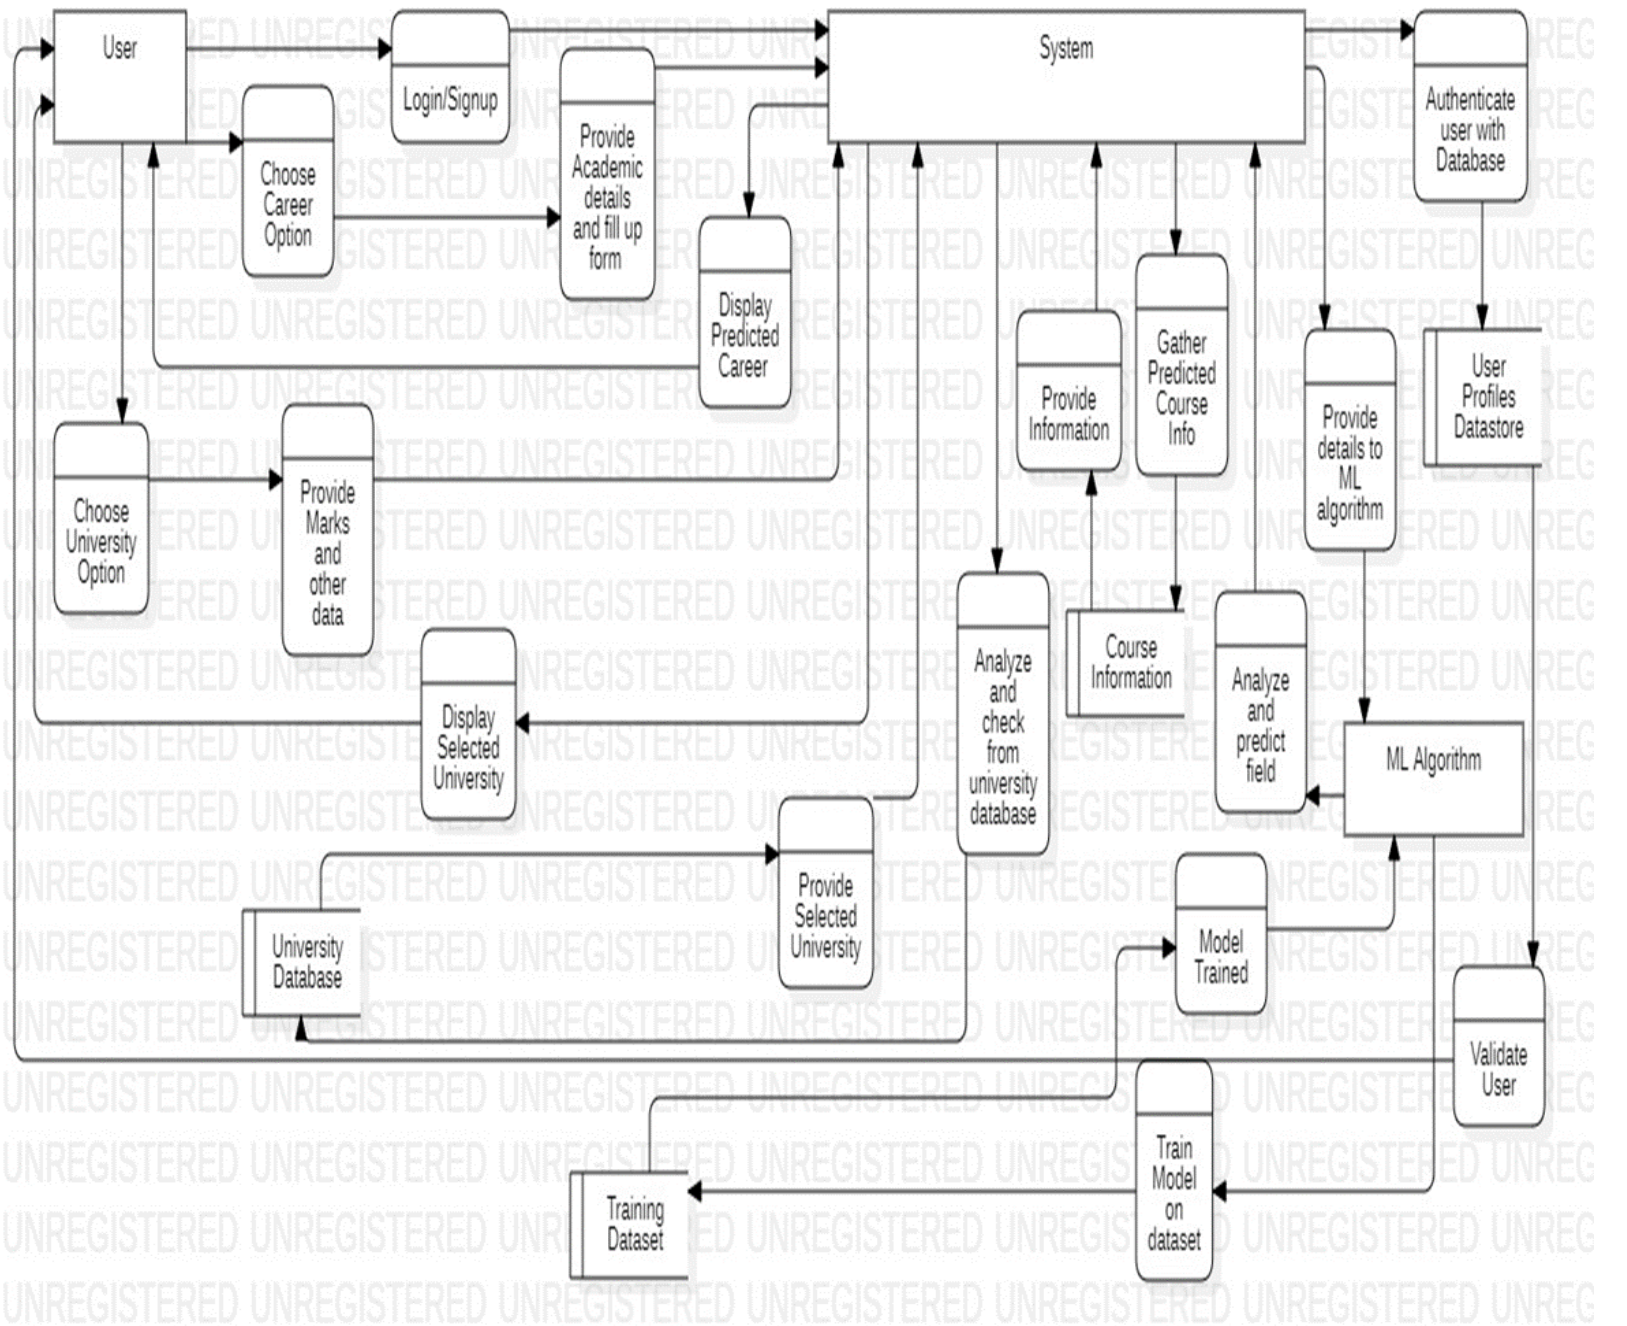 User
System
Login/Signup
Authenticate
user with
Database
Choose
Career
Option
Provide
Academic
details
and fill up
form
Display
Predicted
Career
Provide
Information
Gather
Predicted
Course
Info
Provide
details to
ML
algorithm
User
Profiles
Datastore
Choose
University
Option
Provide
Marks
and
other
data
Display
Selected
University
Analyze
and
check
from
university
database
Course
Information
Analyze
and
predict
field
ML Algorithm
Provide
Selected
University
University
Database
Model
Trained
Validate
User
Train
Model
on
dataset
Training
Dataset
UNREGISTERED